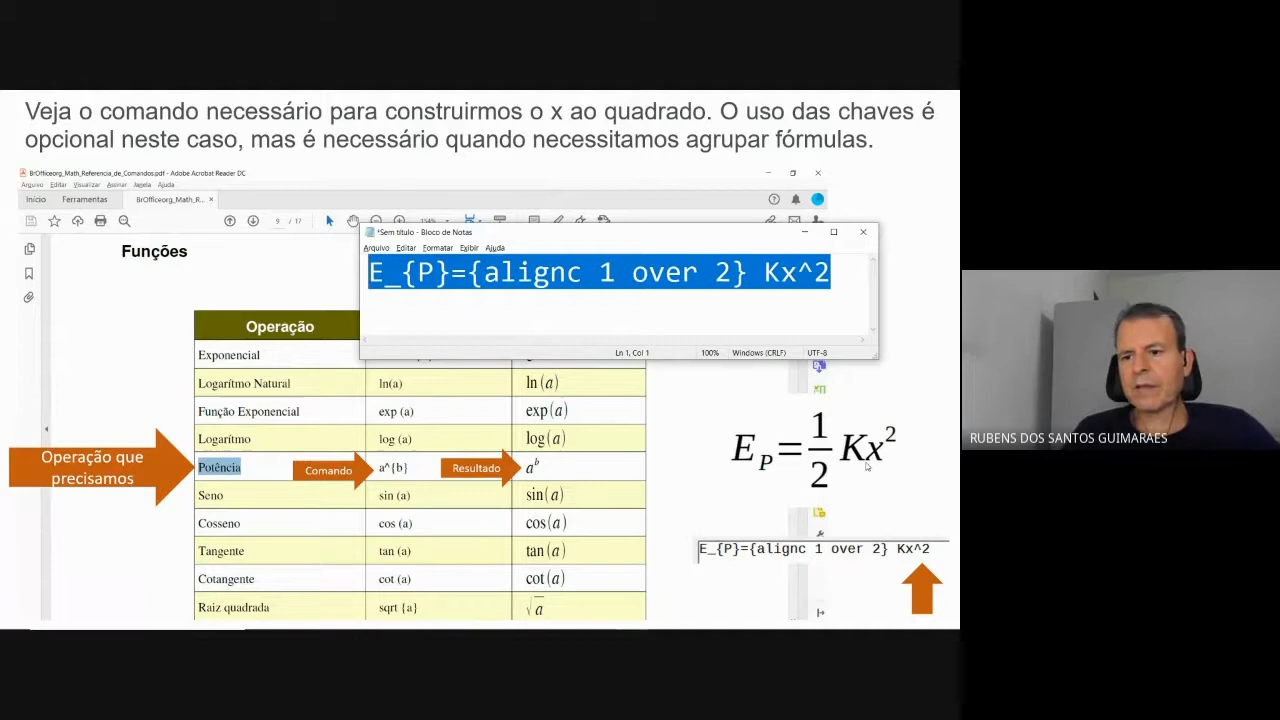 Veja o comando necessário para construirmos o x ao quadrado. O uso das chaves é
opcional neste caso, mas é necessário quando necessitamos agrupar fórmulas.
BrOfficeorg_Math_Referencia_de_Comandos.pdf - Adobe Acrobat Reader DC
Arquivo Editar Visualizar Assinar Janela Ajuda
Início Ferramentas BrOfficeorg_Math_R... ×
9 / 17
*Sem título - Bloco de Notas
Arquivo Editar Formatar Exibir Ajuda
E_{P}={alignc 1 over 2} Kx^2
Ln 1, Col 1 100% Windows (CRLF) UTF-8
Funções
Operação
Exponencial
Logarítmo Natural ln(a) ln(a)
Função Exponencial exp (a) exp(a)
Logarítmo log (a) log(a)
Operação que
precisamos
Potência Comando a^{b} Resultado a^b
Seno sin (a) sin(a)
Cosseno cos (a) cos(a)
Tangente tan (a) tan(a)
Cotangente cot (a) cot(a)
Raiz quadrada sqrt {a} √a
E_P = 1/2 Kx²
E_{P}={alignc 1 over 2} Kx^2
RUBENS DOS SANTOS GUIMARAES